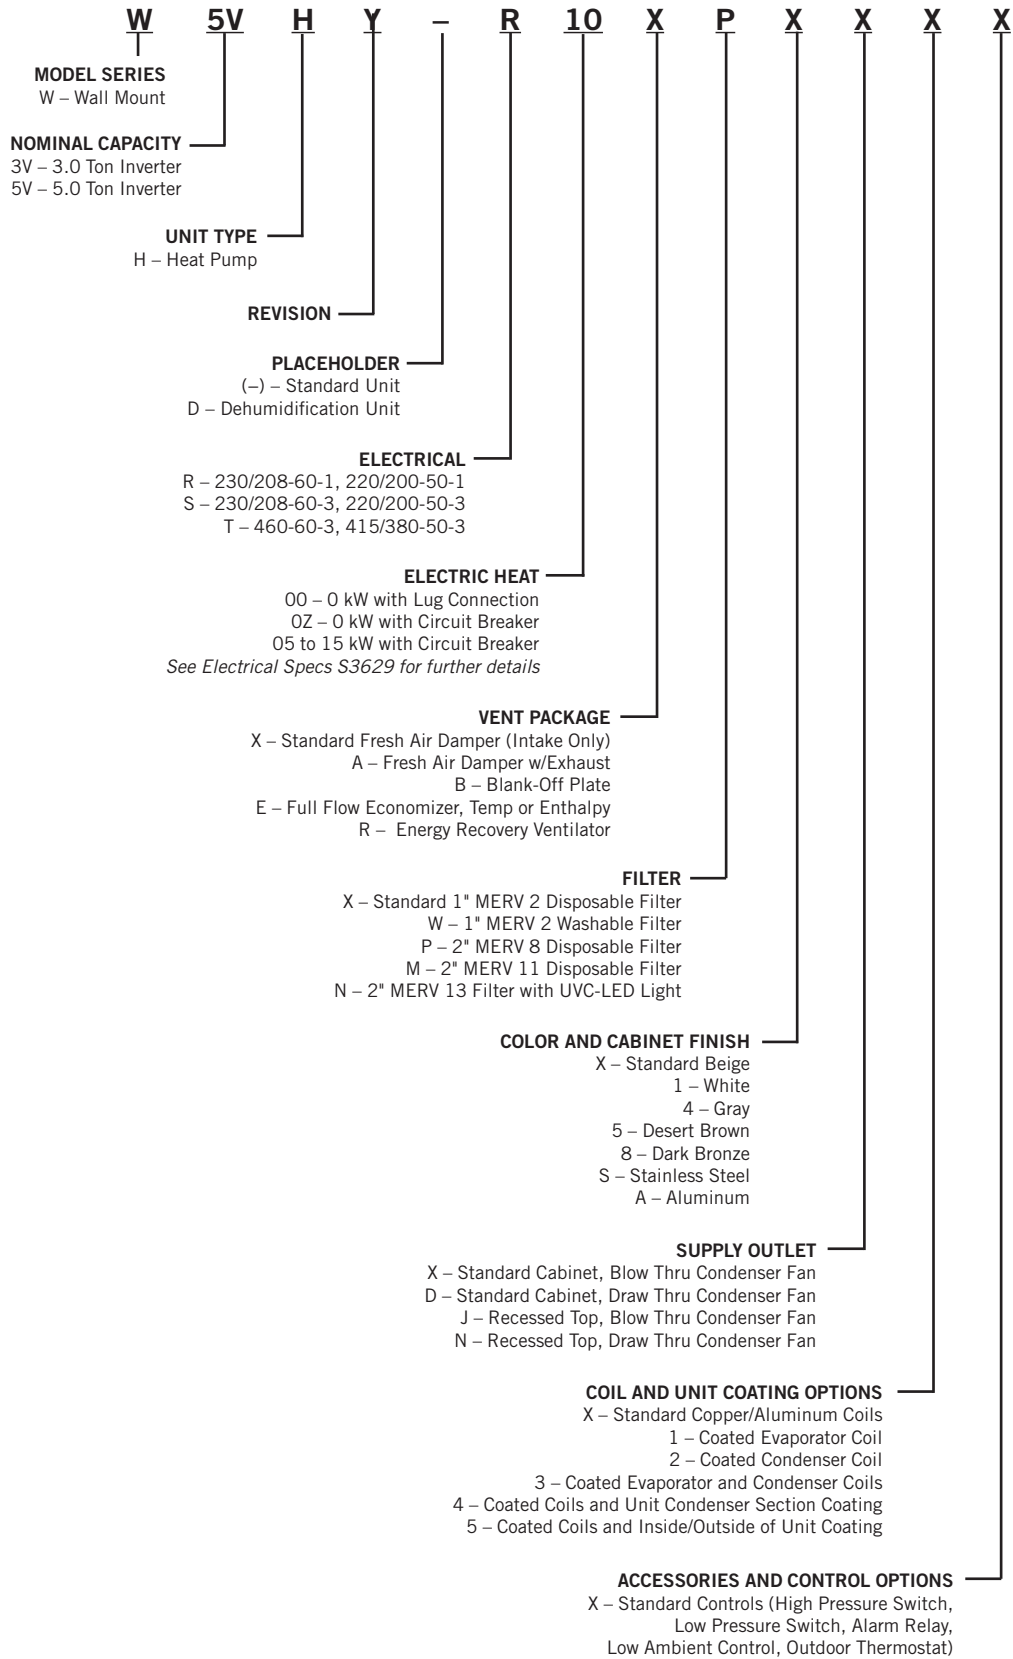 W 5V H Y – R 10 X P X X X X
MODEL SERIES
W – Wall Mount
NOMINAL CAPACITY
3V – 3.0 Ton Inverter
5V – 5.0 Ton Inverter
UNIT TYPE
H – Heat Pump
REVISION
PLACEHOLDER
(–) – Standard Unit
D – Dehumidification Unit
ELECTRICAL
R – 230/208-60-1, 220/200-50-1
S – 230/208-60-3, 220/200-50-3
T – 460-60-3, 415/380-50-3
ELECTRIC HEAT
00 – 0 kW with Lug Connection
0Z – 0 kW with Circuit Breaker
05 to 15 kW with Circuit Breaker
See Electrical Specs S3629 for further details
VENT PACKAGE
X – Standard Fresh Air Damper (Intake Only)
A – Fresh Air Damper w/Exhaust
B – Blank-Off Plate
E – Full Flow Economizer, Temp or Enthalpy
R – Energy Recovery Ventilator
FILTER
X – Standard 1" MERV 2 Disposable Filter
W – 1" MERV 2 Washable Filter
P – 2" MERV 8 Disposable Filter
M – 2" MERV 11 Disposable Filter
N – 2" MERV 13 Filter with UVC-LED Light
COLOR AND CABINET FINISH
X – Standard Beige
1 – White
4 – Gray
5 – Desert Brown
8 – Dark Bronze
S – Stainless Steel
A – Aluminum
SUPPLY OUTLET
X – Standard Cabinet, Blow Thru Condenser Fan
D – Standard Cabinet, Draw Thru Condenser Fan
J – Recessed Top, Blow Thru Condenser Fan
N – Recessed Top, Draw Thru Condenser Fan
COIL AND UNIT COATING OPTIONS
X – Standard Copper/Aluminum Coils
1 – Coated Evaporator Coil
2 – Coated Condenser Coil
3 – Coated Evaporator and Condenser Coils
4 – Coated Coils and Unit Condenser Section Coating
5 – Coated Coils and Inside/Outside of Unit Coating
ACCESSORIES AND CONTROL OPTIONS
X – Standard Controls (High Pressure Switch,
Low Pressure Switch, Alarm Relay,
Low Ambient Control, Outdoor Thermostat)